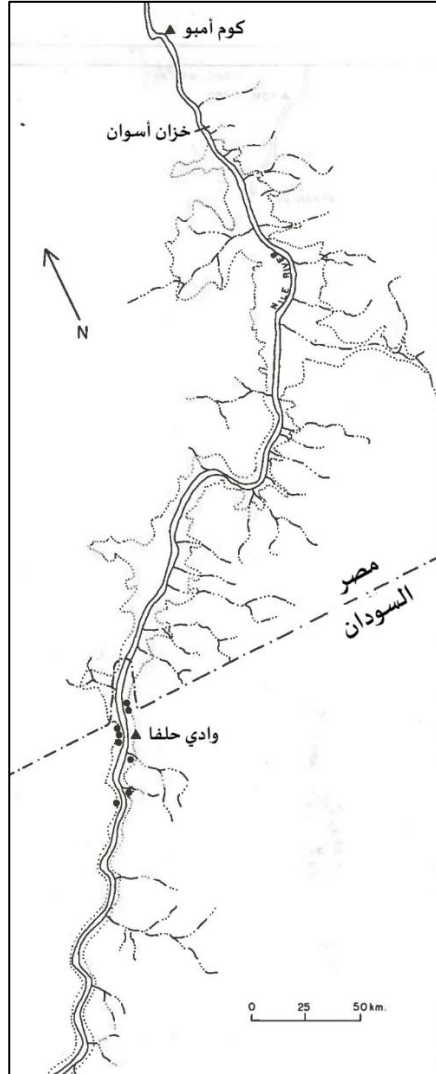 كوم أمبو
خزان أسوان
NILE RIVER
N
مصر
السودان
وادي حلفا
0 25 50 km.